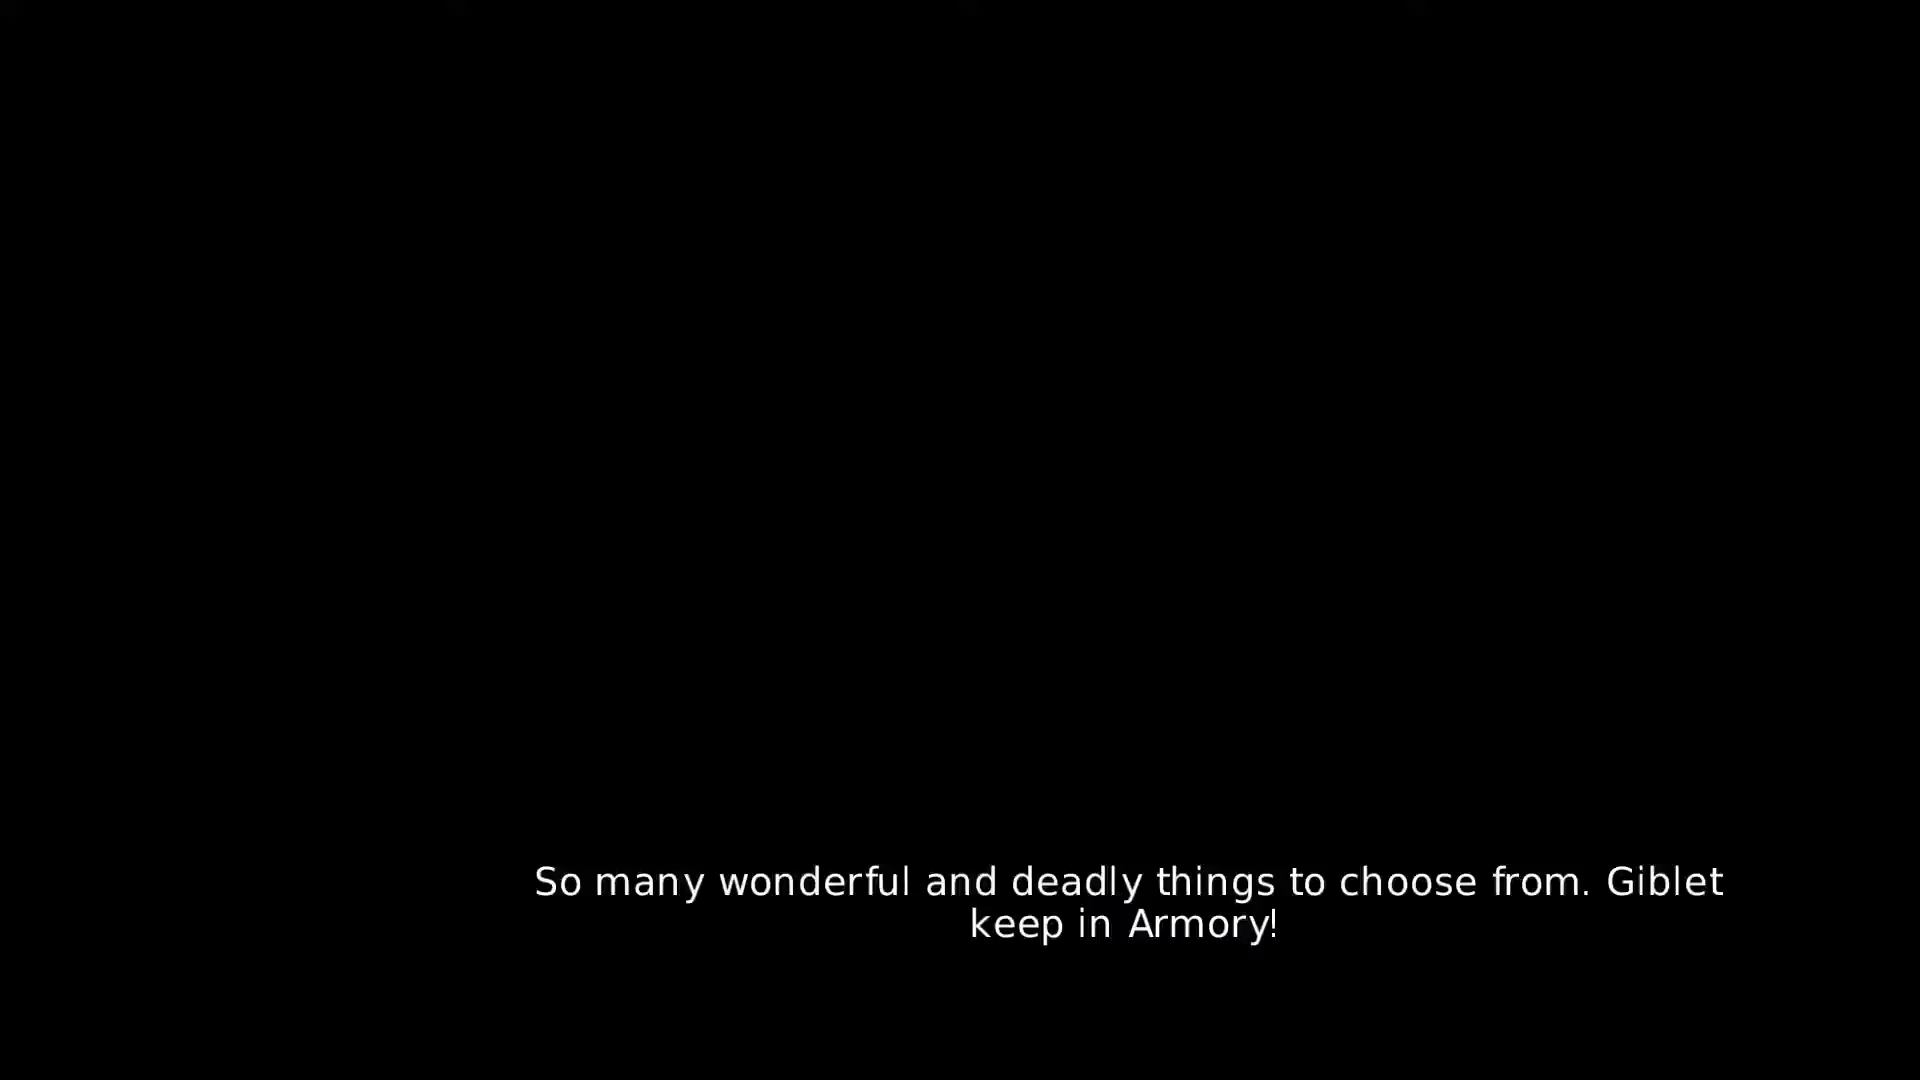 So many wonderful and deadly things to choose from. Giblet
keep in Armory!